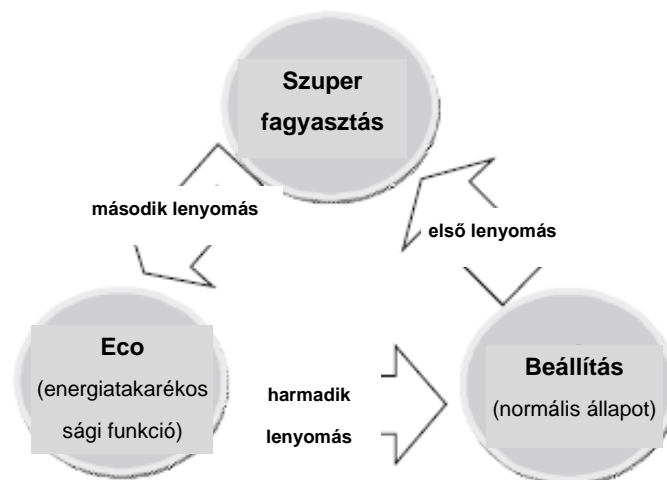 Szuper
fagyasztás
második lenyomás
első lenyomás
Eco
(energiatakarékos
sági funkció)
harmadik
lenyomás
Beállítás
(normális állapot)